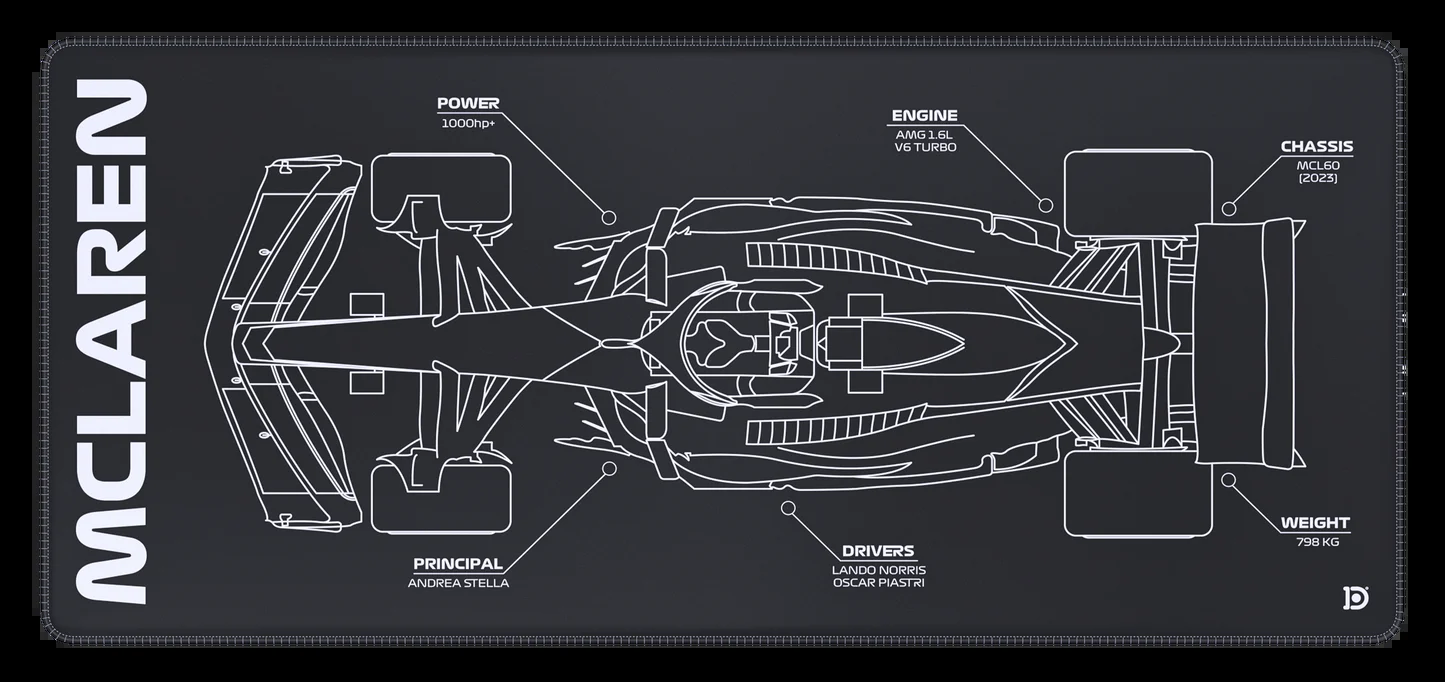 MCLAREN
POWER
1000hp+
ENGINE
AMG 1.6L
V6 TURBO
CHASSIS
MCL60
(2023)
PRINCIPAL
ANDREA STELLA
DRIVERS
LANDO NORRIS
OSCAR PIASTRI
WEIGHT
798 KG